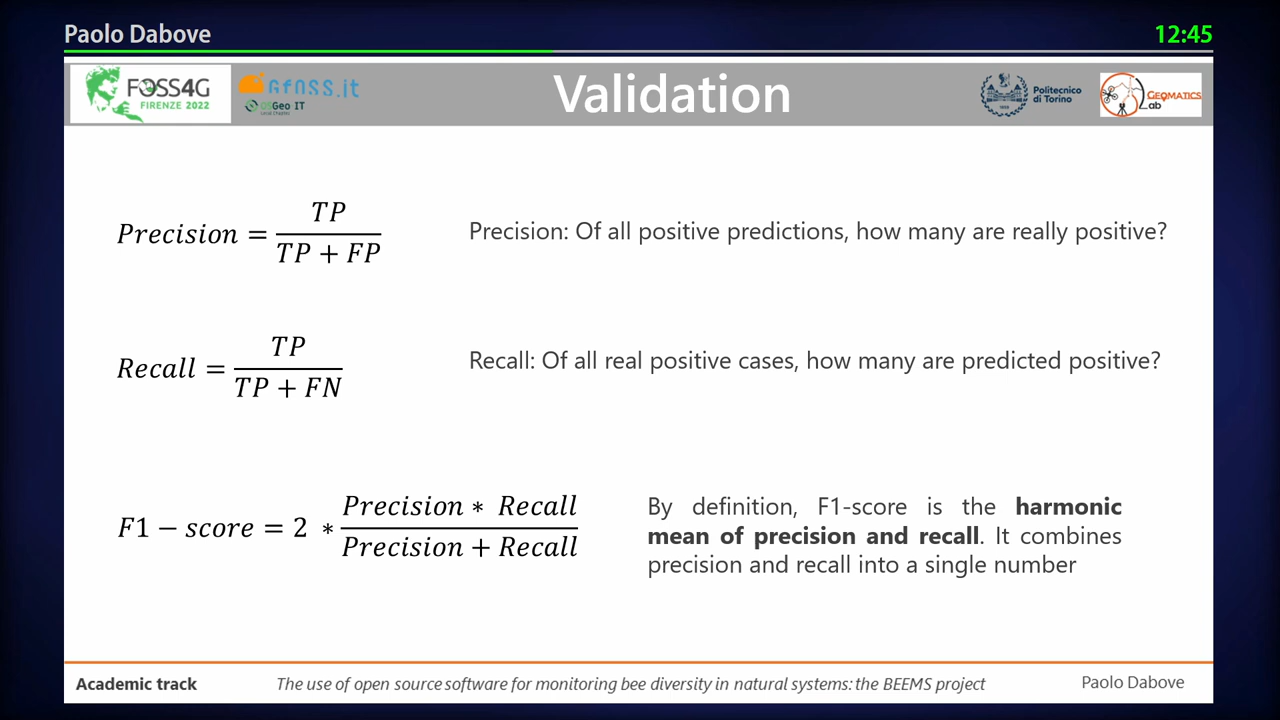 Paolo Dabove
12:45
FOSS4G
FIRENZE 2022
GFOSS.it
OSGeo IT
Local Chapter
Validation
Politecnico
di Torino
GEOMATICS
Lab
Precision = TP / (TP + FP)
Precision: Of all positive predictions, how many are really positive?
Recall = TP / (TP + FN)
Recall: Of all real positive cases, how many are predicted positive?
F1 − score = 2 * (Precision * Recall) / (Precision + Recall)
By definition, F1-score is the harmonic
mean of precision and recall. It combines
precision and recall into a single number
Academic track
The use of open source software for monitoring bee diversity in natural systems: the BEEMS project
Paolo Dabove